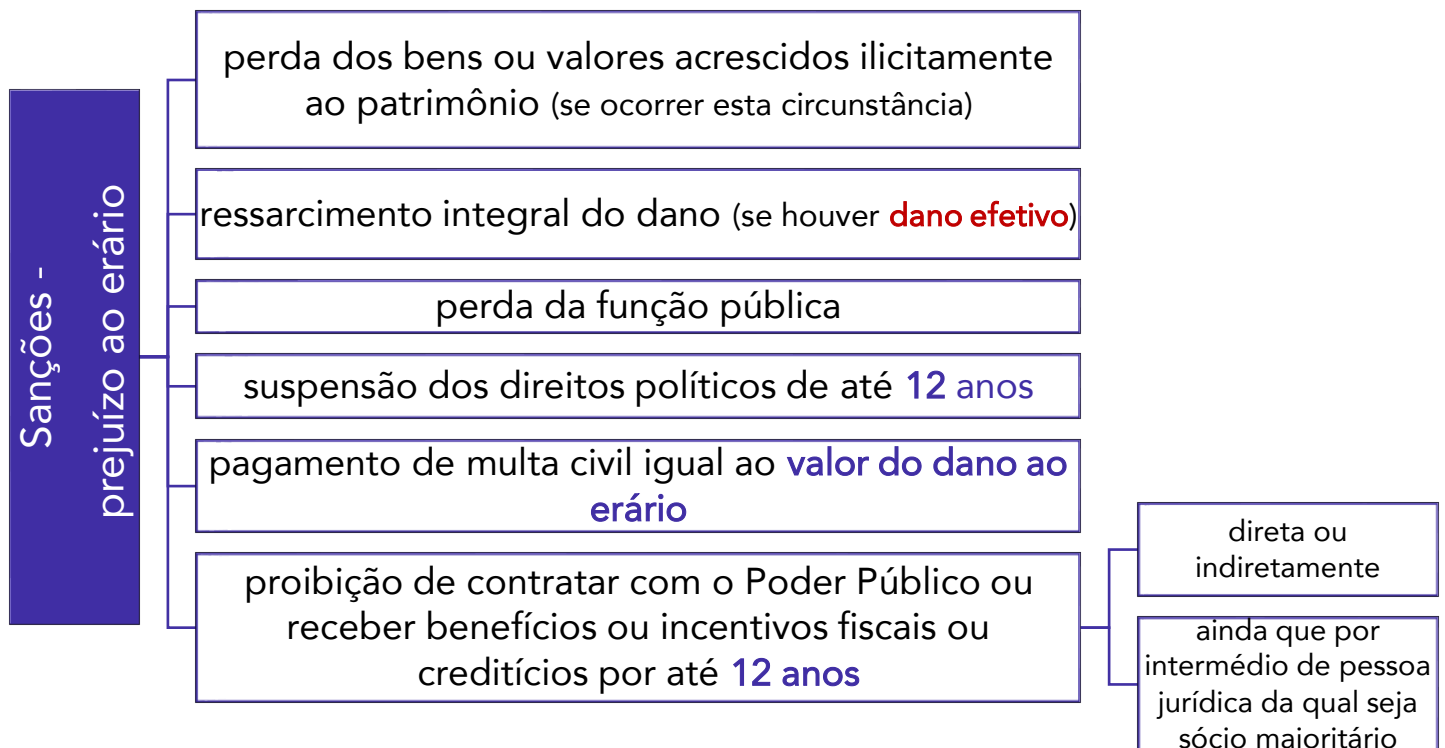 Sanções -
prejuízo ao erário
perda dos bens ou valores acrescidos ilicitamente
ao patrimônio (se ocorrer esta circunstância)
ressarcimento integral do dano (se houver dano efetivo)
perda da função pública
suspensão dos direitos políticos de até 12 anos
pagamento de multa civil igual ao valor do dano ao
erário
proibição de contratar com o Poder Público ou
receber benefícios ou incentivos fiscais ou
creditícios por até 12 anos
direta ou
indiretamente
ainda que por
intermédio de pessoa
jurídica da qual seja
sócio majoritário